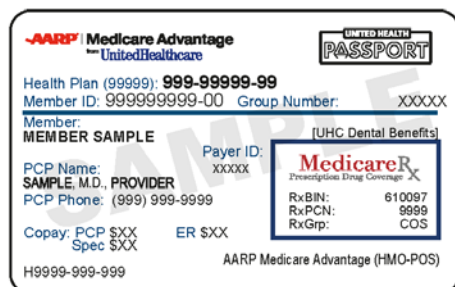 AARP | Medicare Advantage
from UnitedHealthcare
UNITED HEALTH
PASSPORT
Health Plan (99999): 999-99999-99
Member ID: 999999999-00 Group Number: XXXXX
Member:
MEMBER SAMPLE
[UHC Dental Benefits]
Payer ID:
XXXXX
PCP Name:
SAMPLE, M.D., PROVIDER
PCP Phone: (999) 999-9999
MedicareRx
Prescription Drug Coverage
RxBIN: 610097
RxPCN: 9999
RxGrp: COS
Copay: PCP $XX ER $XX
Spec $XX
AARP Medicare Advantage (HMO-POS)
H9999-999-999
SAMPLE